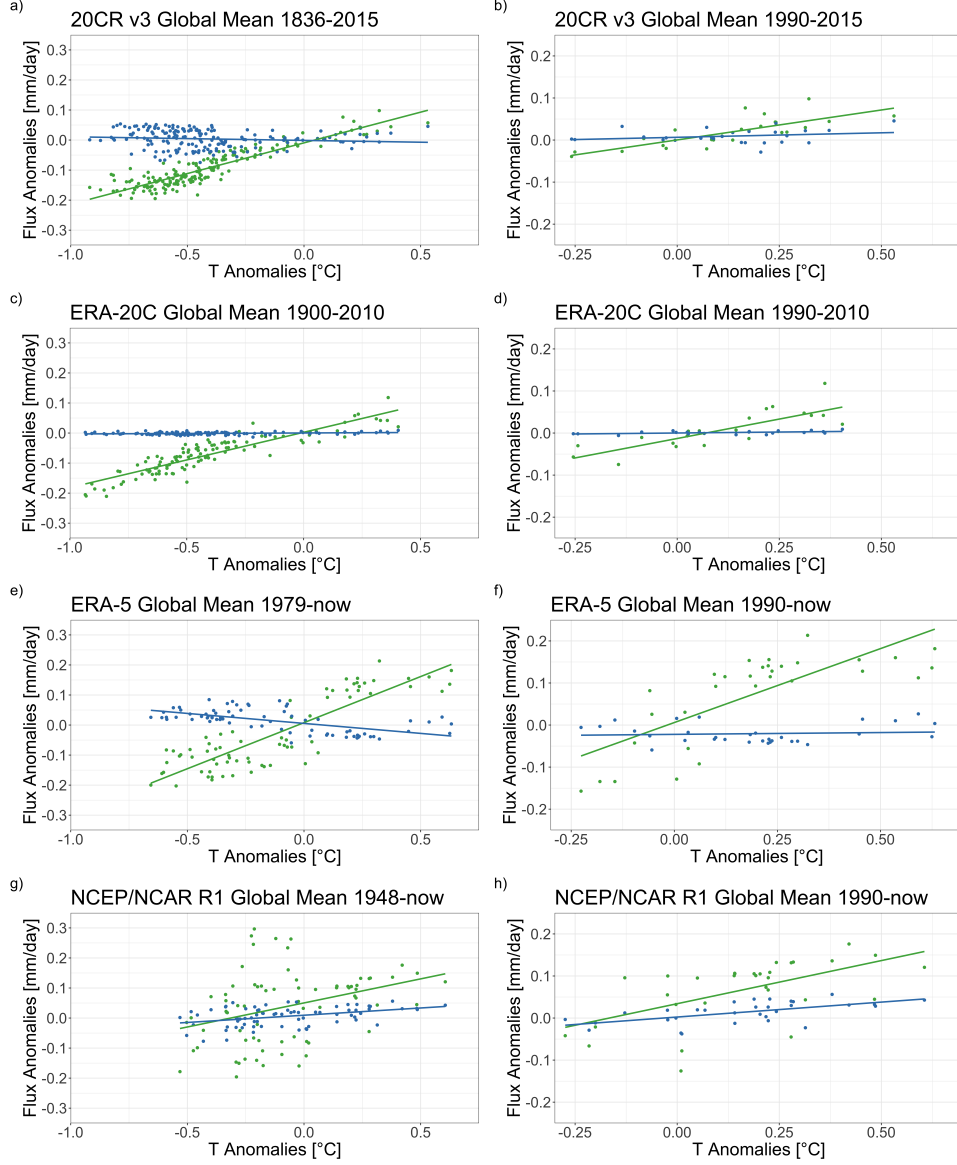 a)
20CR v3 Global Mean 1836-2015
Flux Anomalies [mm/day]
0.3
0.2
0.1
0.0
-0.1
-0.2
-0.3
-1.0 -0.5 0.0 0.5
T Anomalies [°C]
b)
20CR v3 Global Mean 1990-2015
Flux Anomalies [mm/day]
0.2
0.1
0.0
-0.1
-0.2
-0.25 0.00 0.25 0.50
T Anomalies [°C]
c)
ERA-20C Global Mean 1900-2010
Flux Anomalies [mm/day]
0.3
0.2
0.1
0.0
-0.1
-0.2
-0.3
-1.0 -0.5 0.0 0.5
T Anomalies [°C]
d)
ERA-20C Global Mean 1990-2010
Flux Anomalies [mm/day]
0.2
0.1
0.0
-0.1
-0.2
-0.25 0.00 0.25 0.50
T Anomalies [°C]
e)
ERA-5 Global Mean 1979-now
Flux Anomalies [mm/day]
0.3
0.2
0.1
0.0
-0.1
-0.2
-0.3
-1.0 -0.5 0.0 0.5
T Anomalies [°C]
f)
ERA-5 Global Mean 1990-now
Flux Anomalies [mm/day]
0.2
0.1
0.0
-0.1
-0.2
-0.25 0.00 0.25 0.50
T Anomalies [°C]
g)
NCEP/NCAR R1 Global Mean 1948-now
Flux Anomalies [mm/day]
0.3
0.2
0.1
0.0
-0.1
-0.2
-0.3
-1.0 -0.5 0.0 0.5
T Anomalies [°C]
h)
NCEP/NCAR R1 Global Mean 1990-now
Flux Anomalies [mm/day]
0.2
0.1
0.0
-0.1
-0.2
-0.25 0.00 0.25 0.50
T Anomalies [°C]